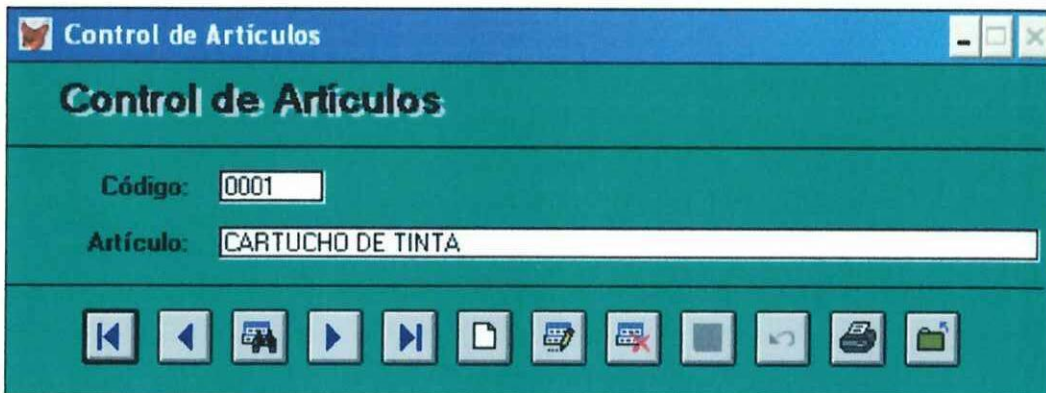 Control de Artículos
Control de Artículos
Código: 0001
Artículo: CARTUCHO DE TINTA